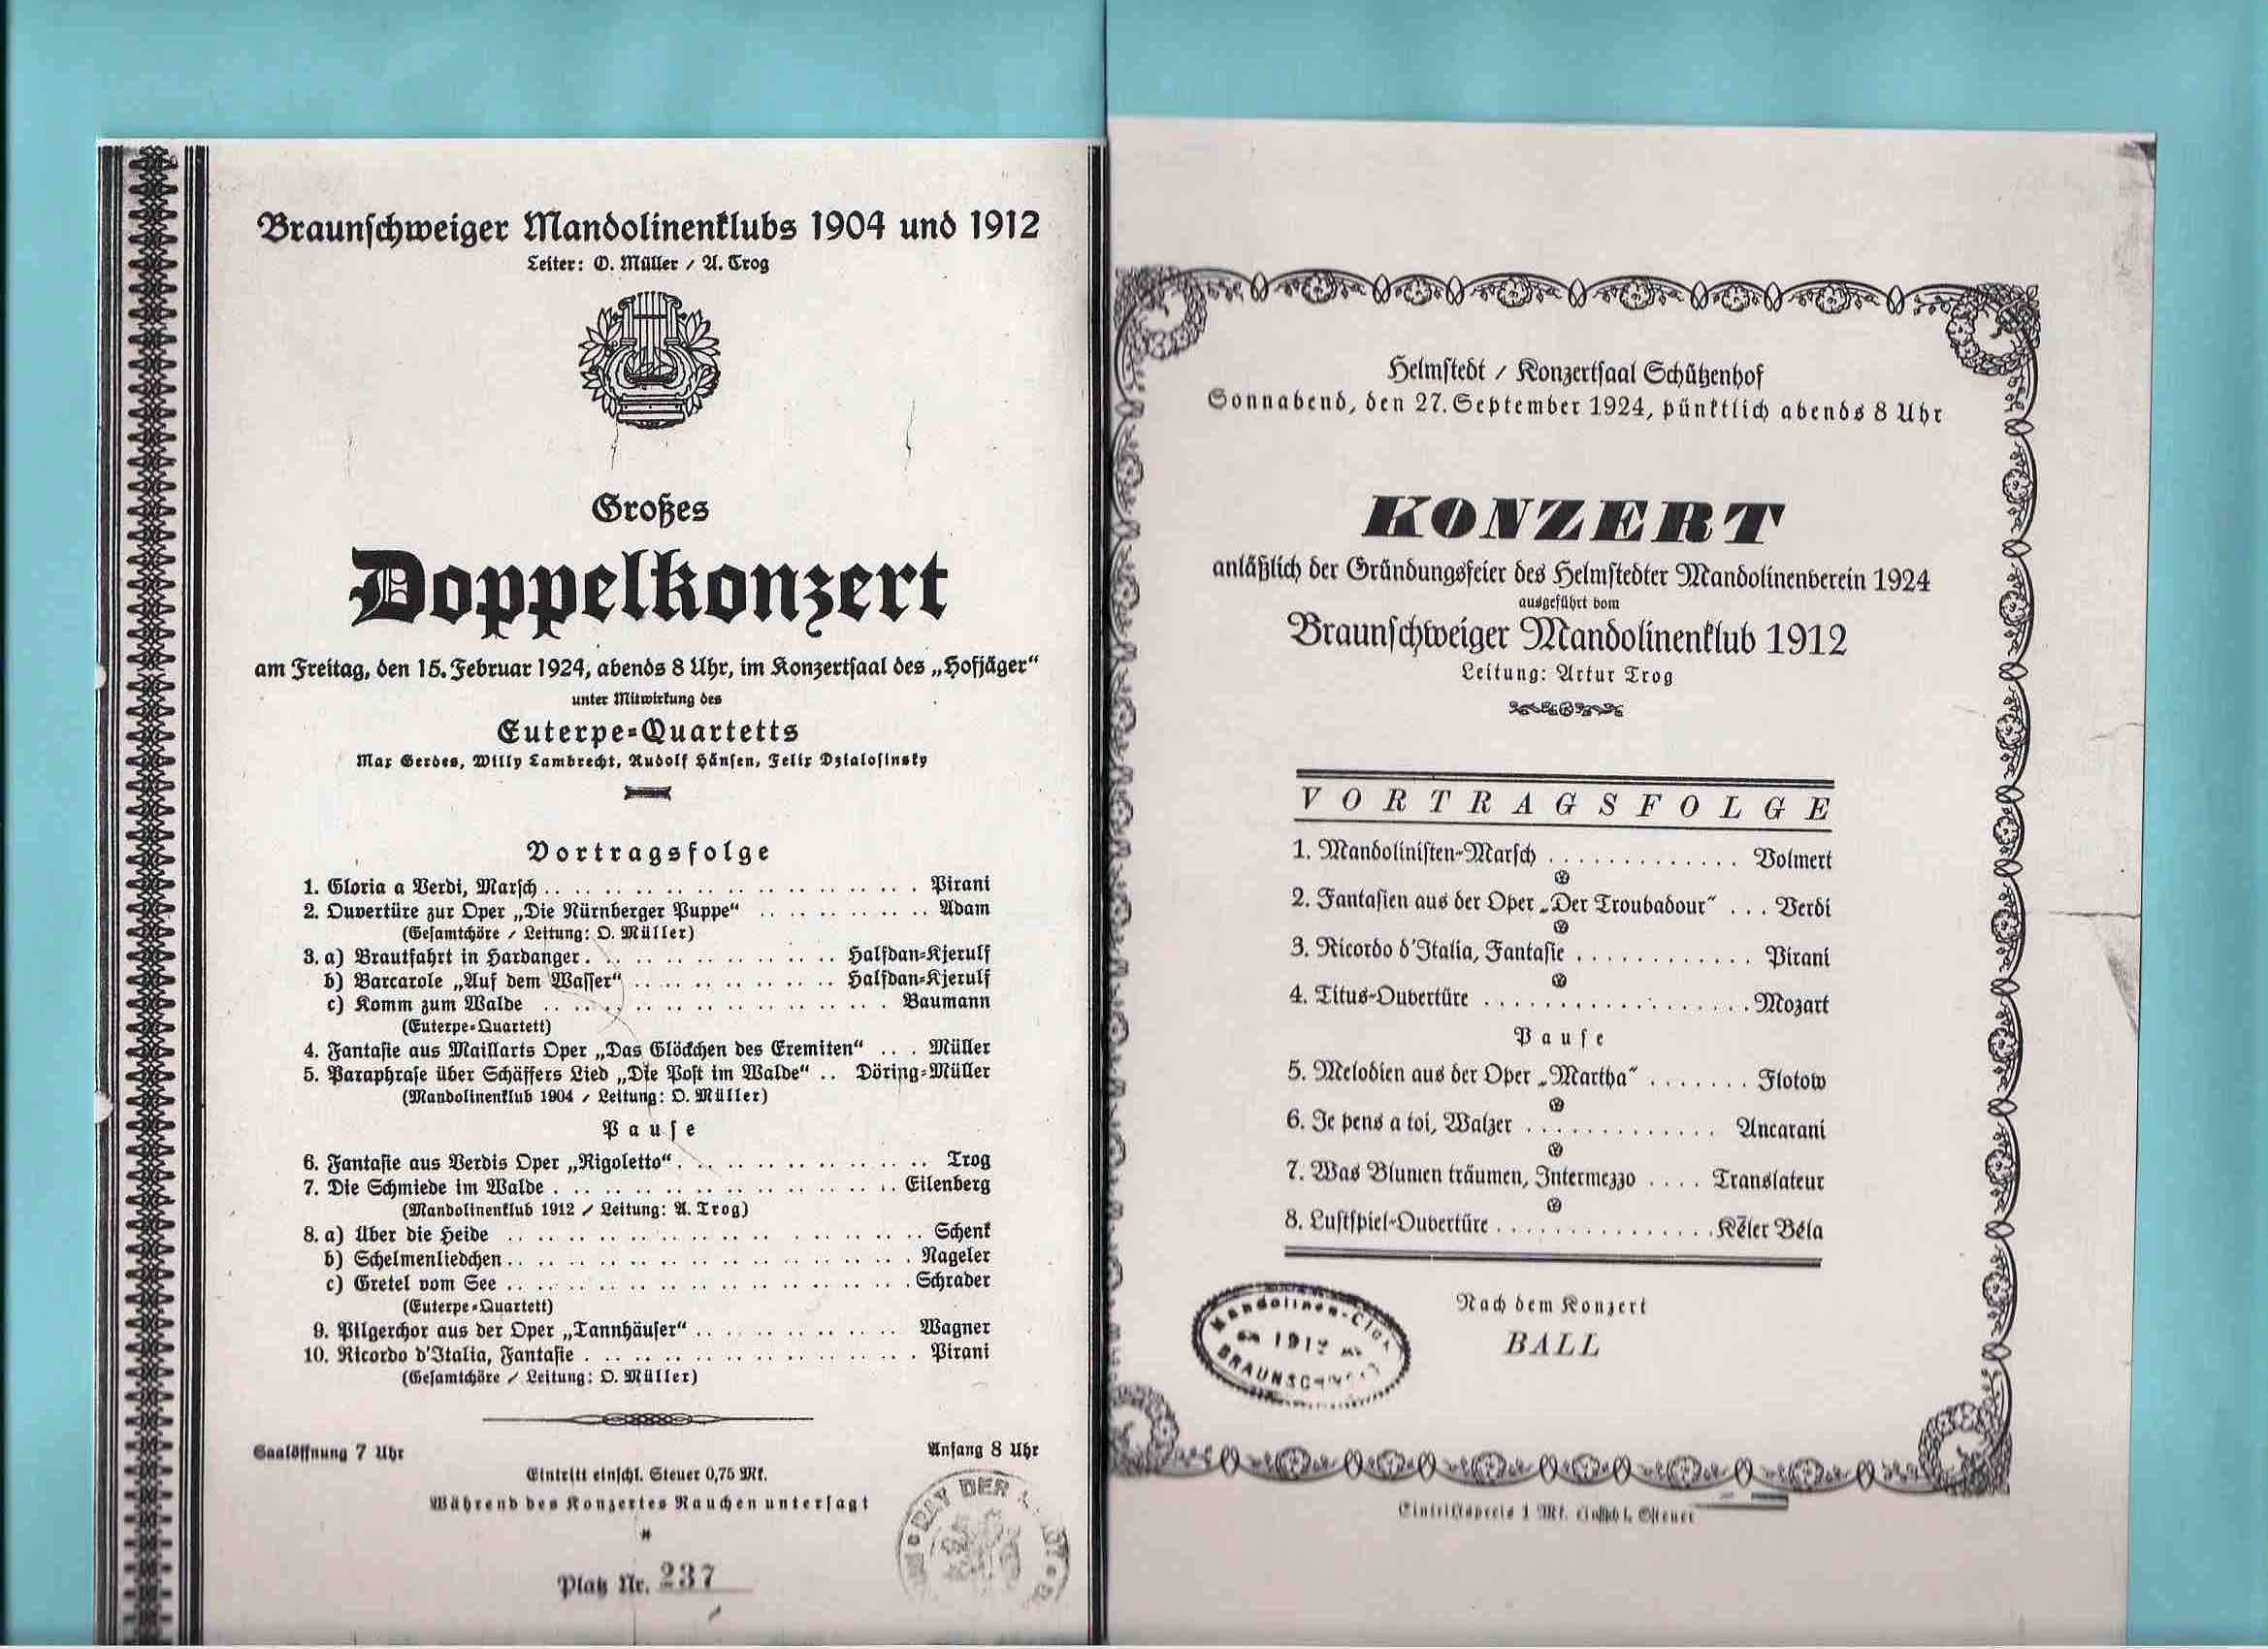 Braunschweiger Mandolinenklubs 1904 und 1912
Leiter: O. Müller / A. Trog
Großes
Doppelkonzert
am Freitag, den 15. Februar 1924, abends 8 Uhr, im Konzertsaal des „Hofjäger“
unter Mitwirkung des
Euterpe-Quartetts
Max Gerdes, Willy Lambrecht, Rudolf Hänsen, Felix Dzialosinsky
Vortragsfolge
1. Gloria a Verdi, Marsch . . . . . . . . . . Pirani
2. Ouvertüre zur Oper „Die Nürnberger Puppe“ . . . . . . . . . . Adam
(Gesamtchöre / Leitung: O. Müller)
3. a) Brautfahrt in Hardanger . . . . . . . . . . Halfdan-Kjerulf
b) Barcarole „Auf dem Wasser“ . . . . . . . . . . Halfdan-Kjerulf
c) Komm zum Walde . . . . . . . . . . Baumann
(Euterpe-Quartett)
4. Fantasie aus Maillarts Oper „Das Glöckchen des Eremiten“ . . . Müller
5. Paraphrase über Schäffers Lied „Die Post im Walde“ . . Döring-Müller
(Mandolinenklub 1904 / Leitung: O. Müller)
Pause
6. Fantasie aus Verdis Oper „Rigoletto“ . . . . . . . . . . Trog
7. Die Schmiede im Walde . . . . . . . . . . Eilenberg
(Mandolinenklub 1912 / Leitung: A. Trog)
8. a) Über die Heide . . . . . . . . . . Schenk
b) Schelmenliedchen . . . . . . . . . . Nageler
c) Gretel vom See . . . . . . . . . . Schrader
(Euterpe-Quartett)
9. Pilgerchor aus der Oper „Tannhäuser“ . . . . . . . . . . Wagner
10. Ricordo d'Italia, Fantasie . . . . . . . . . . Pirani
(Gesamtchöre / Leitung: O. Müller)
Saalöffnung 7 Uhr
Anfang 8 Uhr
Eintritt einschl. Steuer 0,75 Mk.
Während des Konzertes Rauchen untersagt
Platz Nr. 237
DER
Helmstedt / Konzertsaal Schützenhof
Sonnabend, den 27. September 1924, pünktlich abends 8 Uhr
KONZERT
anläßlich der Gründungsfeier des Helmstedter Mandolinenverein 1924
ausgeführt vom
Braunschweiger Mandolinenklub 1912
Leitung: Artur Trog
VORTRAGSFOLGE
1. Mandolinisten-Marsch . . . . . . . . . . Volmert
2. Fantasien aus der Oper „Der Troubadour“ . . . Verdi
3. Ricordo d'Italia, Fantasie . . . . . . . . . . Pirani
4. Titus-Ouvertüre . . . . . . . . . . Mozart
Pause
5. Melodien aus der Oper „Martha“ . . . . . . . Flotow
6. Je pens a toi, Walzer . . . . . . . . . . Ancarani
7. Was Blumen träumen, Intermezzo . . . . Translateur
8. Lustspiel-Ouvertüre . . . . . . . . . . Kéler Béla
Nach dem Konzert
BALL
Mandolinen-Club
1912
Eintrittspreis 1 Mk. einschl. Steuer